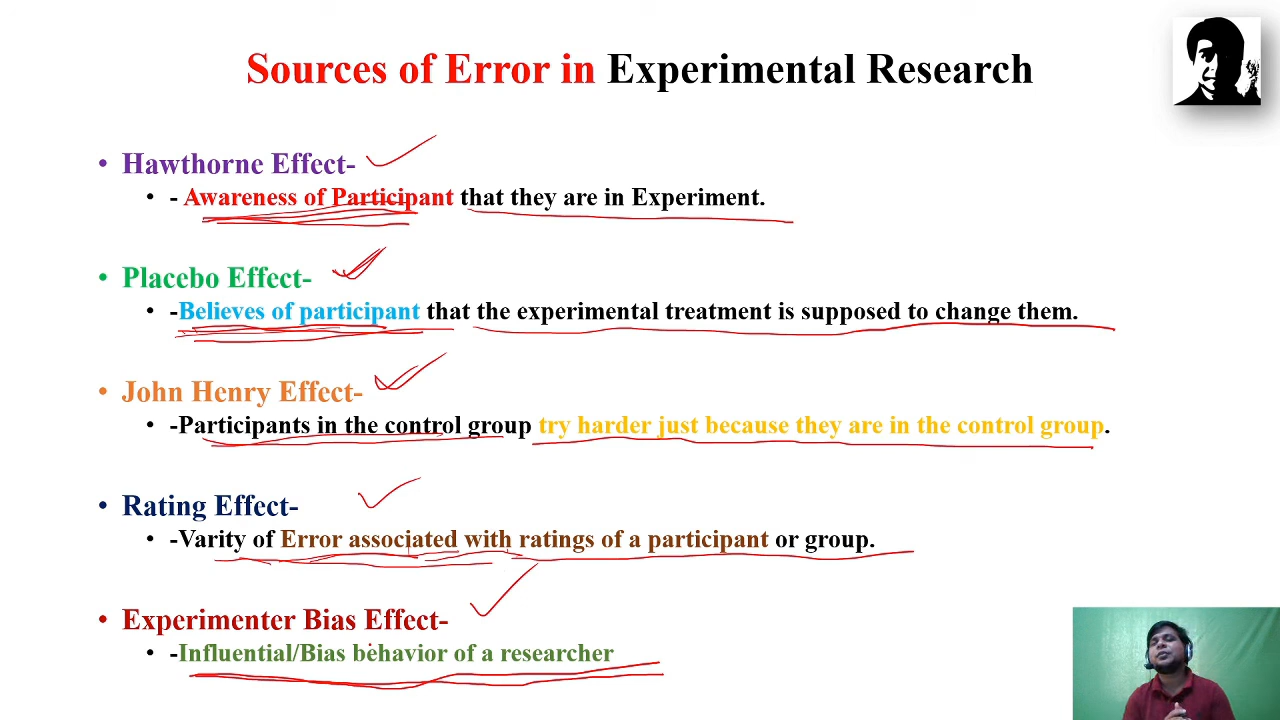 Sources of Error in Experimental Research
• Hawthorne Effect-
• - Awareness of Participant that they are in Experiment.
• Placebo Effect-
• -Believes of participant that the experimental treatment is supposed to change them.
• John Henry Effect-
• -Participants in the control group try harder just because they are in the control group.
• Rating Effect-
• -Varity of Error associated with ratings of a participant or group.
• Experimenter Bias Effect-
• -Influential/Bias behavior of a researcher